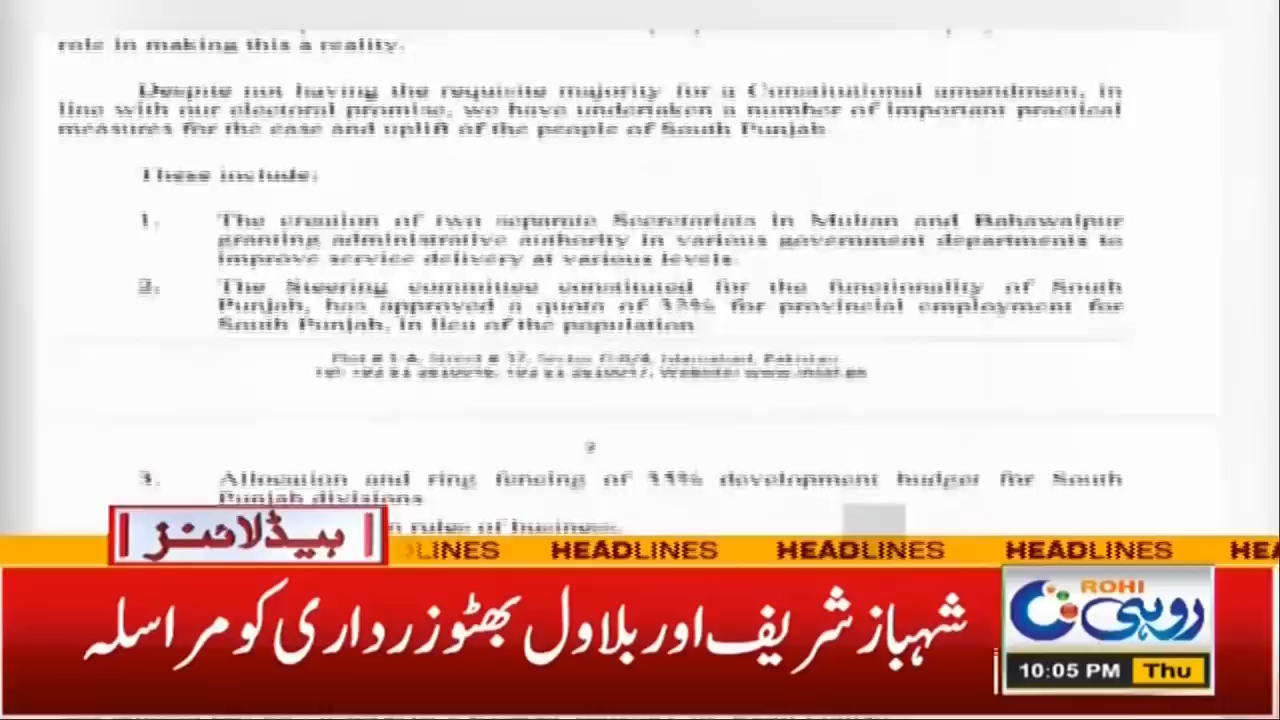 role in making this a reality.
Despite not having the requisite majority for a Constitutional amendment, in
line with our electoral promise, we have undertaken a number of important practical
measures for the ease and uplift of the people of South Punjab
These include:
1. The creation of two separate Secretariats in Multan and Bahawalpur
granting administrative authority in various government departments to
improve service delivery at various levels.
2. The Steering committee constituted for the functionality of South
Punjab, has approved a quota of 33% for provincial employment for
South Punjab, in lieu of the population
Islamabad, Pakistan
2
3. Allocation and ring fencing of 33% development budget for South
Punjab divisions
n rules of business.
ہیڈلائنز
LINES HEADLINES HEADLINES HEADLINES HEA
شہباز شریف اور بلاول بھٹو زرداری کو مراسلہ
ROHI
روہی
10:05 PM Thu